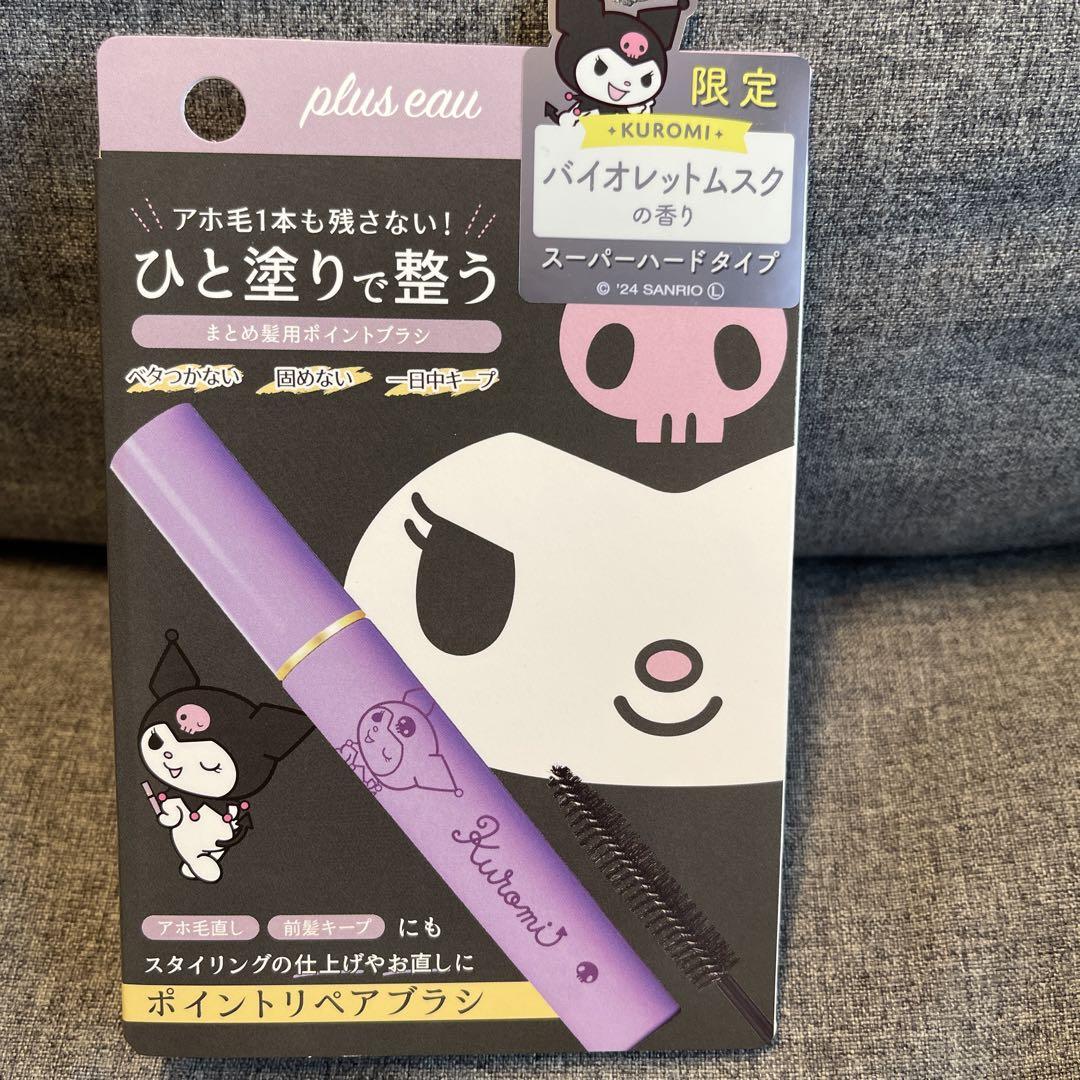 plus eau
限定
KUROMI
バイオレットムスク
の香り
スーパーハードタイプ
© '24 SANRIO Ⓛ
アホ毛1本も残さない!
ひと塗りで整う
まとめ髪用ポイントブラシ
ベタつかない 固めない 一日中キープ
Kuromi
アホ毛直し 前髪キープ にも
スタイリングの仕上げやお直しに
ポイントリペアブラシ